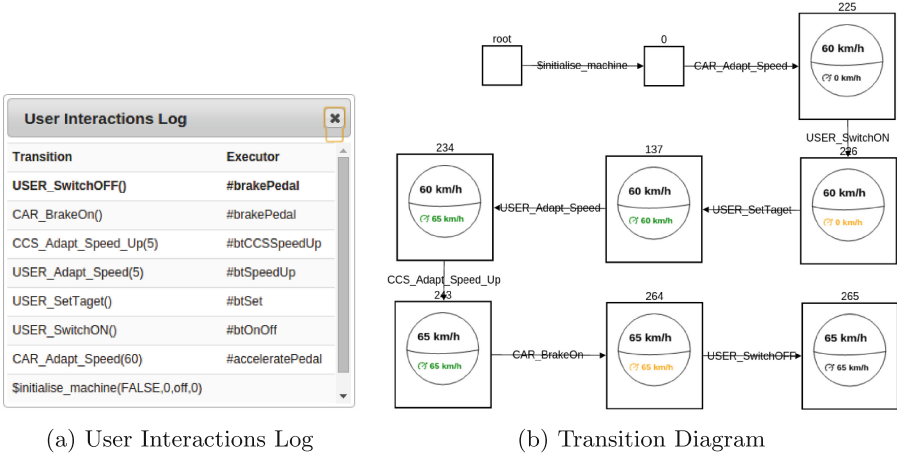 User Interactions Log
Transition Executor
USER_SwitchOFF() #brakePedal
CAR_BrakeOn() #brakePedal
CCS_Adapt_Speed_Up(5) #btCCSSpeedUp
USER_Adapt_Speed(5) #btSpeedUp
USER_SetTaget() #btSet
USER_SwitchON() #btOnOff
CAR_Adapt_Speed(60) #acceleratePedal
$initialise_machine(FALSE,0,off,0)
(a) User Interactions Log
root
$initialise_machine
0
CAR_Adapt_Speed
225
60 km/h
0 km/h
USER_SwitchON
226
60 km/h
0 km/h
USER_SetTaget
137
60 km/h
60 km/h
USER_Adapt_Speed
234
60 km/h
65 km/h
CCS_Adapt_Speed_Up
243
65 km/h
65 km/h
CAR_BrakeOn
264
65 km/h
65 km/h
USER_SwitchOFF
265
65 km/h
65 km/h
(b) Transition Diagram